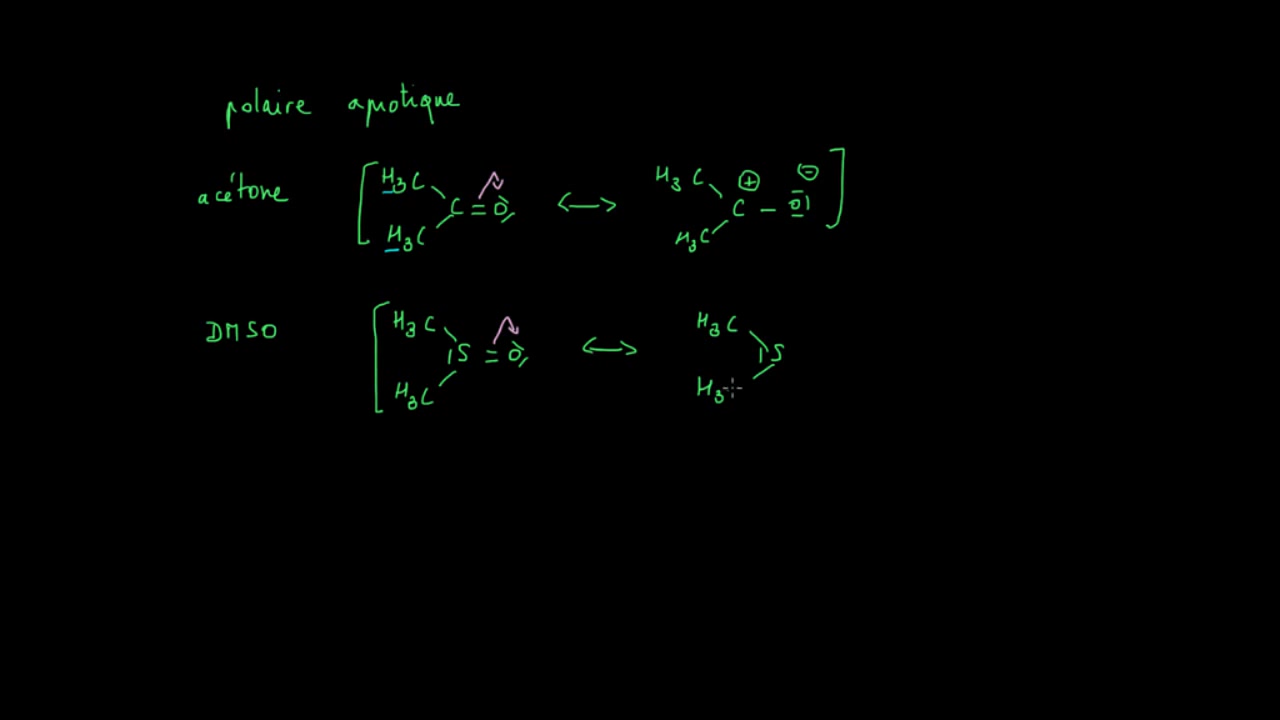 polaire aprotique
H3C H3C ⊕ ⊖
acétone [ C = O ⟷ C – O| ]
H3C H3C
H3C H3C
DMSO [ |S = O ⟷ |S
H3C H3